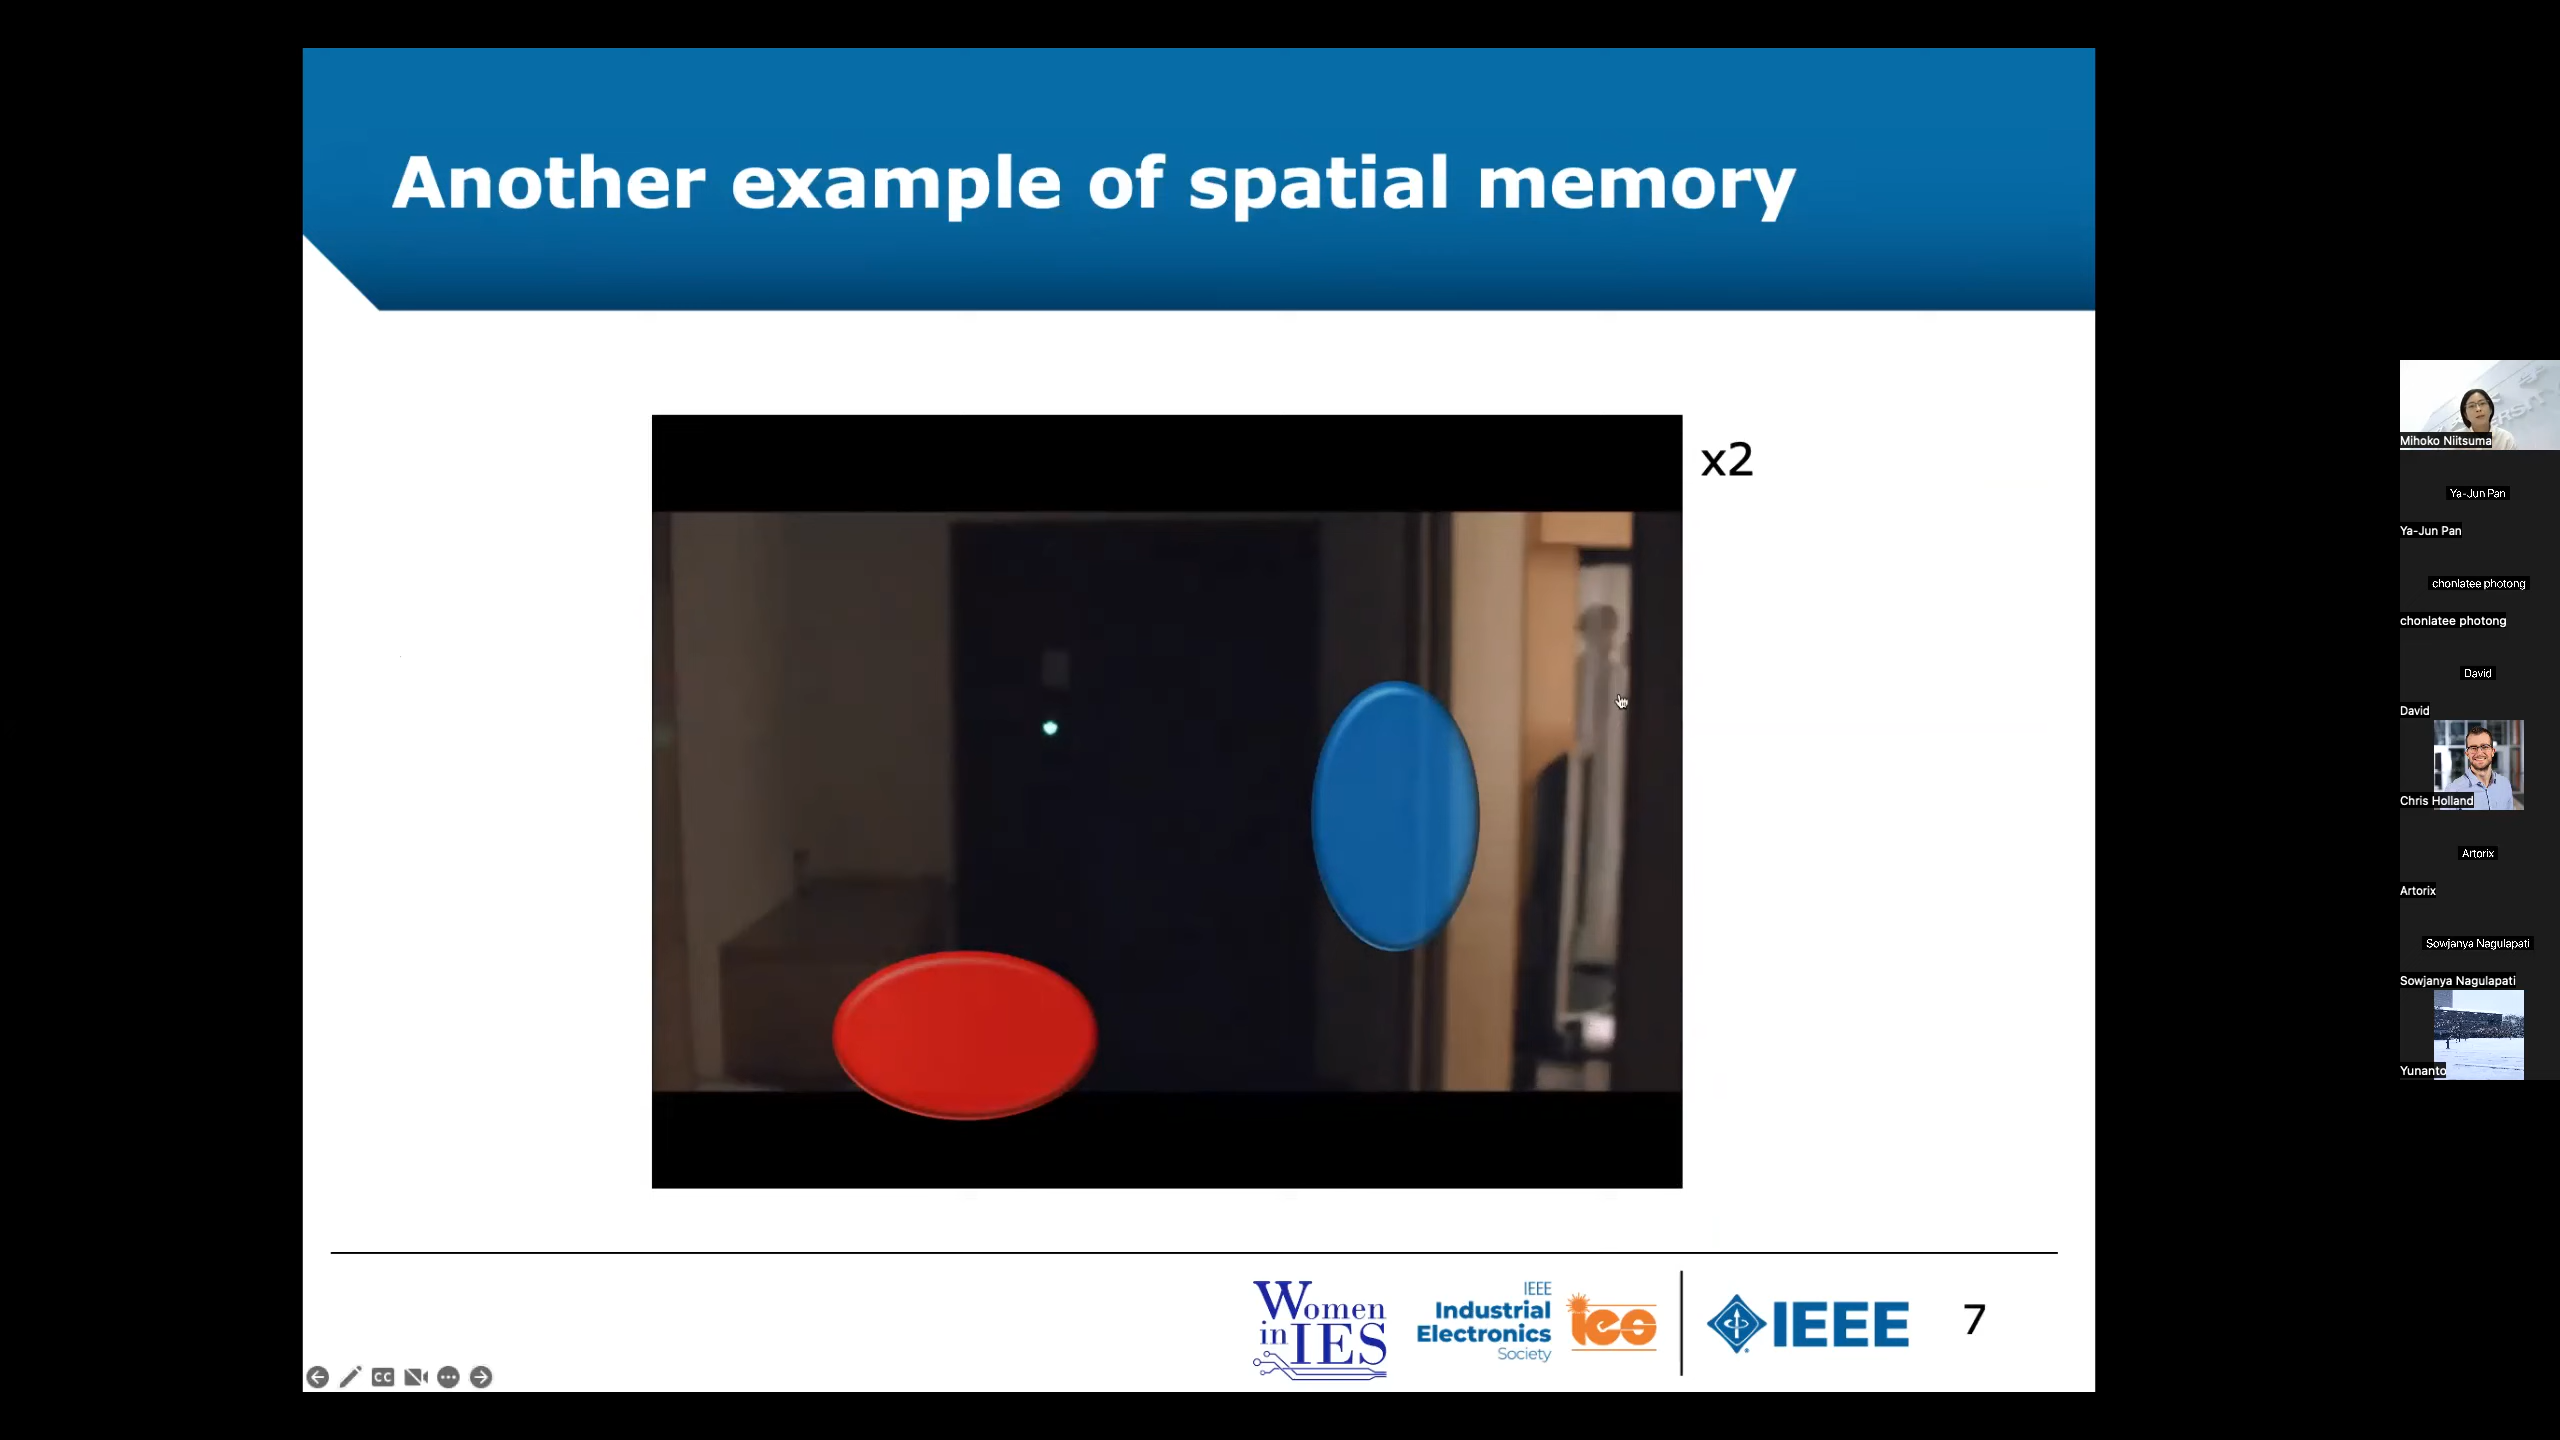 Another example of spatial memory
x2
Women
in IES
IEEE
Industrial
Electronics
Society
ies
IEEE
7
CC
Mihoko Niitsuma
Ya-Jun Pan
Ya-Jun Pan
chonlatee photong
chonlatee photong
David
David
Chris Holland
Artorix
Artorix
Sowjanya Nagulapati
Sowjanya Nagulapati
Yunanto